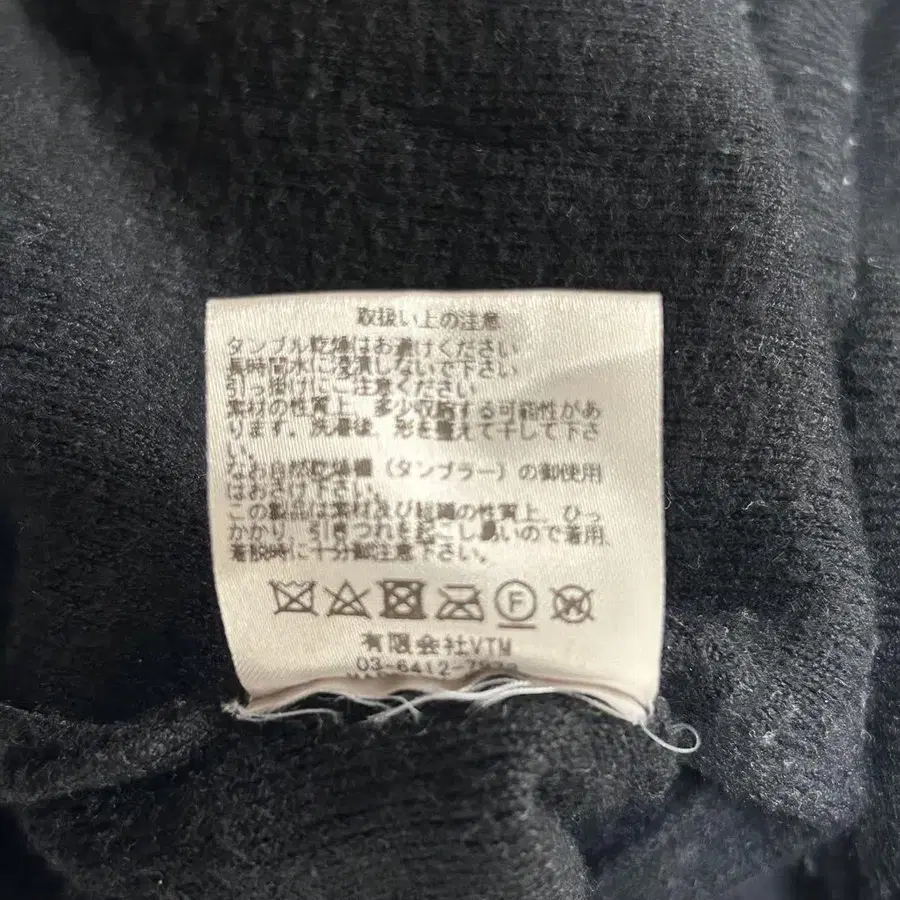 取扱い上の注意
タンブル乾燥はお避けください
長時間水に浸漬しないで下さい
引っ掛けにご注意ください
素材の性質上、多少収縮する可能性があ
ります。洗濯後、形を整えて干して下さ
い。
なお自然乾燥機（タンブラー）の御使用
はおさけ下さい。
この製品は素材及び組織の性質上、ひっ
かかり、引きつれを起こし易いので着用、
着脱時に十分御注意下さい。
F
W
有限会社VTM
03-6412-